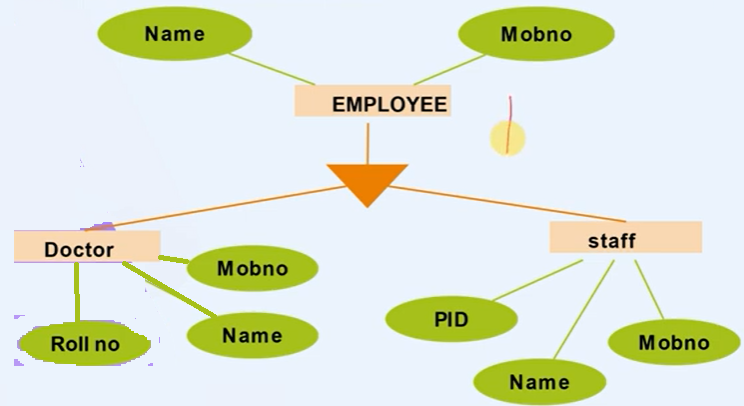 Name
Mobno
EMPLOYEE
Doctor
staff
Mobno
PID
Roll no
Name
Mobno
Name